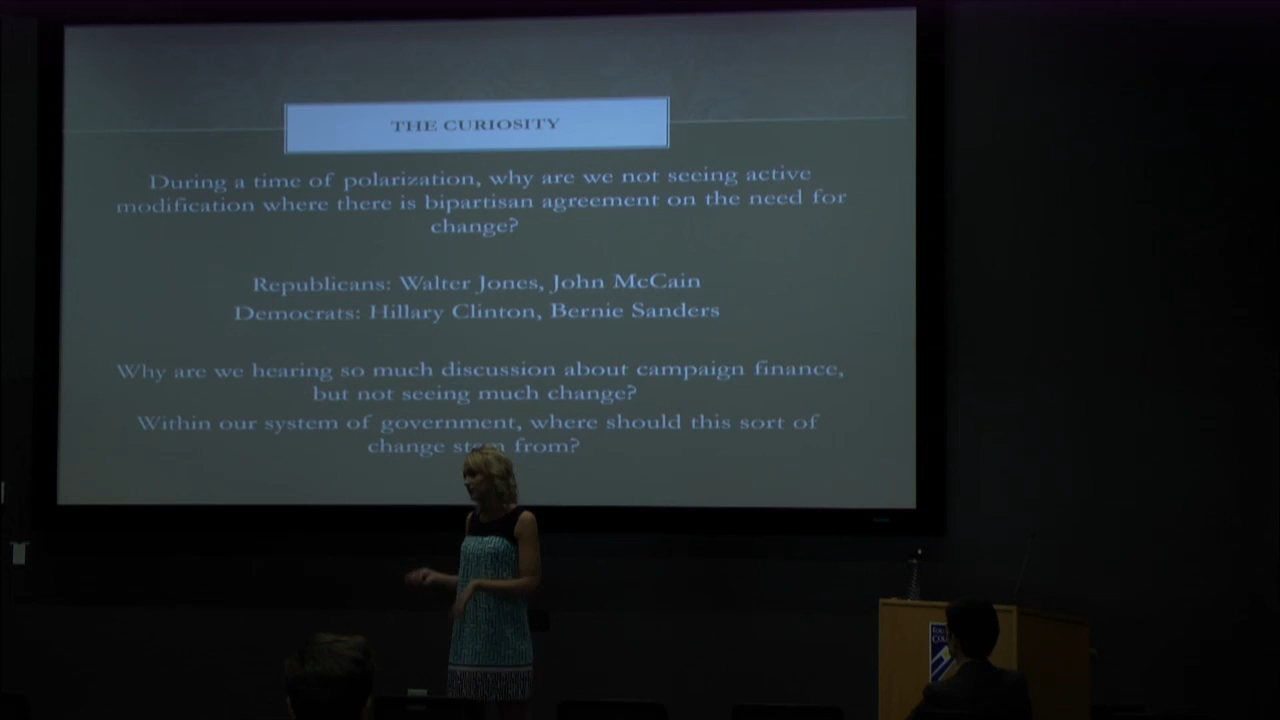 THE CURIOSITY
During a time of polarization, why are we not seeing active
modification where there is bipartisan agreement on the need for
change?
Republicans: Walter Jones, John McCain
Democrats: Hillary Clinton, Bernie Sanders
Why are we hearing so much discussion about campaign finance,
but not seeing much change?
Within our system of government, where should this sort of
change stem from?